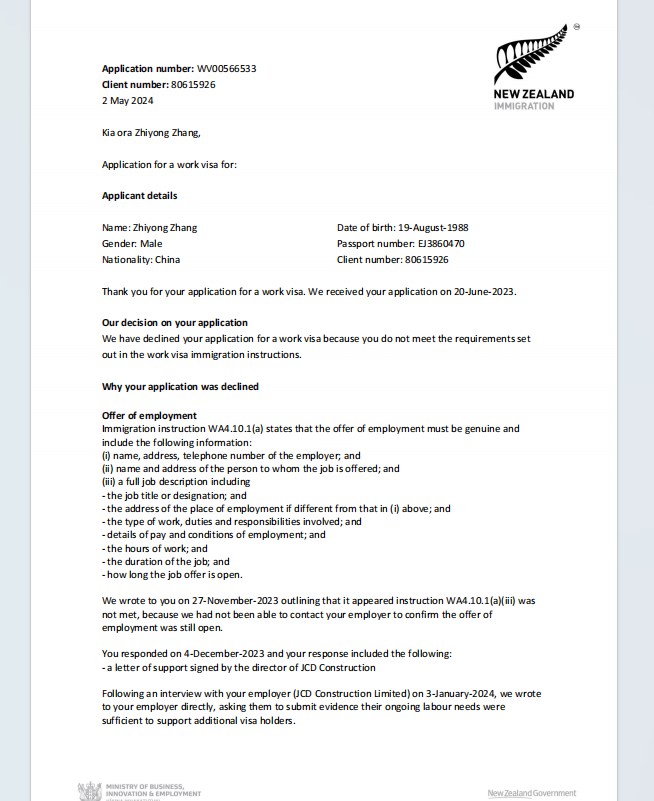 Application number: WV00566533
Client number: 80615926
2 May 2024
NEW ZEALAND
IMMIGRATION
Kia ora Zhiyong Zhang,
Application for a work visa for:
Applicant details
Name: Zhiyong Zhang
Date of birth: 19-August-1988
Gender: Male
Passport number: EJ3860470
Nationality: China
Client number: 80615926
Thank you for your application for a work visa. We received your application on 20-June-2023.
Our decision on your application
We have declined your application for a work visa because you do not meet the requirements set
out in the work visa immigration instructions.
Why your application was declined
Offer of employment
Immigration instruction WA4.10.1(a) states that the offer of employment must be genuine and
include the following information:
(i) name, address, telephone number of the employer; and
(ii) name and address of the person to whom the job is offered; and
(iii) a full job description including
- the job title or designation; and
- the address of the place of employment if different from that in (i) above; and
- the type of work, duties and responsibilities involved; and
- details of pay and conditions of employment; and
- the hours of work; and
- the duration of the job; and
- how long the job offer is open.
We wrote to you on 27-November-2023 outlining that it appeared instruction WA4.10.1(a)(iii) was
not met, because we had not been able to contact your employer to confirm the offer of
employment was still open.
You responded on 4-December-2023 and your response included the following:
- a letter of support signed by the director of JCD Construction
Following an interview with your employer (JCD Construction Limited) on 3-January-2024, we wrote
to your employer directly, asking them to submit evidence their ongoing labour needs were
sufficient to support additional visa holders.
MINISTRY OF BUSINESS,
INNOVATION & EMPLOYMENT
New Zealand Government